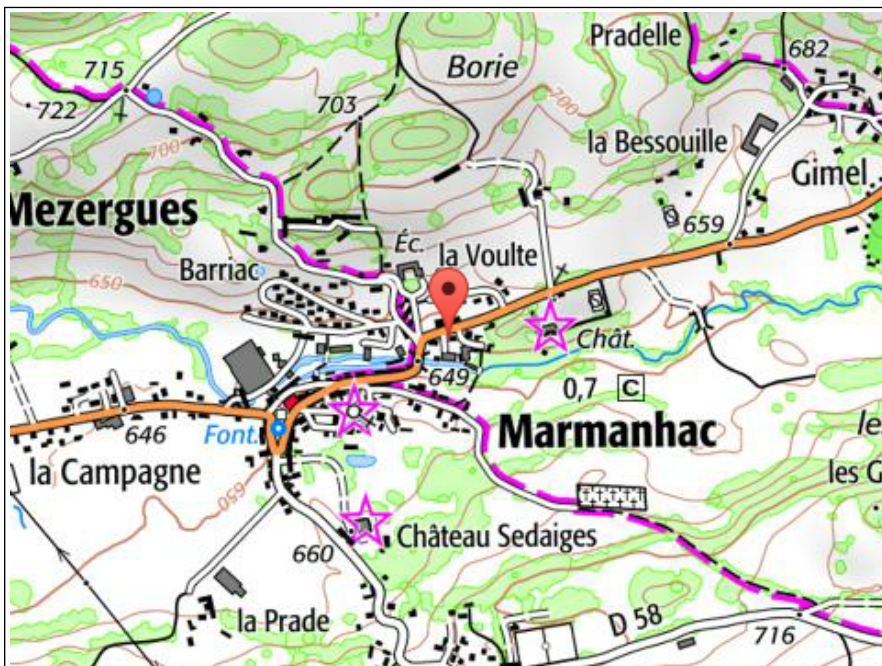 Pradelle
682
715
Borie
722
703
700
la Bessouille
700
Gimel
Mezergues
Éc.
659
la Voulte
Barriac
650
Chât.
649
0,7 C
646
Font.
Marmanhac
la Campagne
le
les G
650
Château Sedaiges
660
la Prade
D 58
716